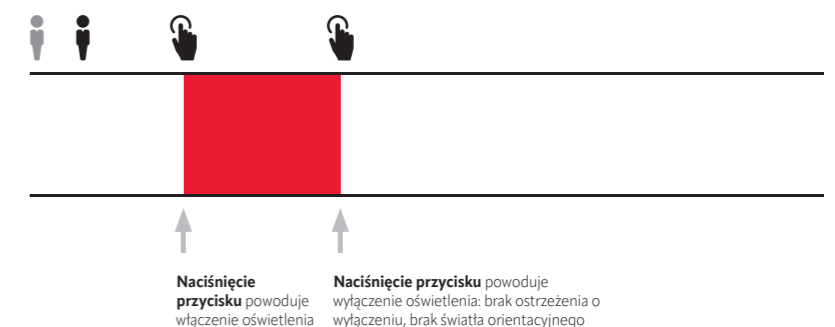 Naciśnięcie
przycisku powoduje
włączenie oświetlenia
Naciśnięcie przycisku powoduje
wyłączenie oświetlenia: brak ostrzeżenia o
wyłączeniu, brak światła orientacyjnego